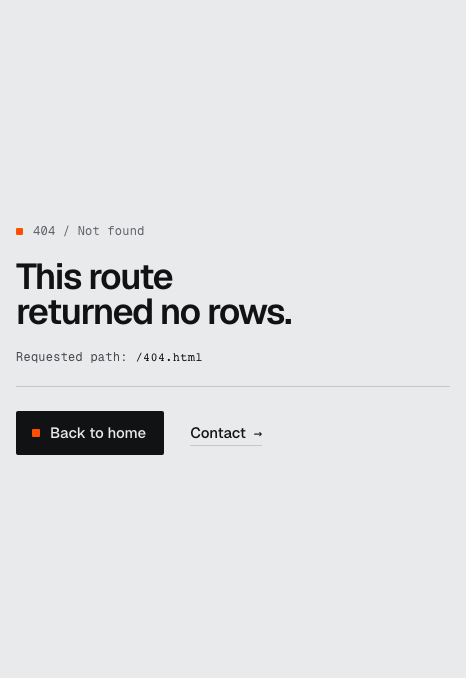 404 / Not found
This route
returned no rows.
Requested path: /404.html
Back to home
Contact →